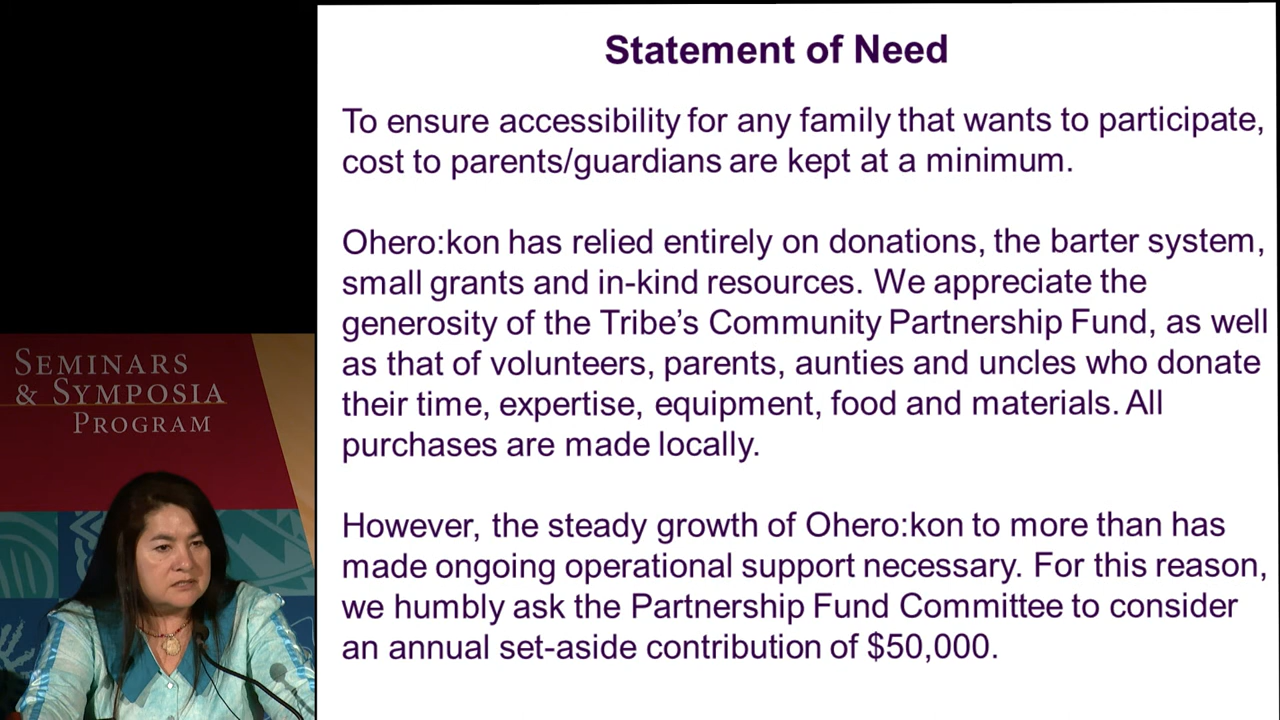 Statement of Need
To ensure accessibility for any family that wants to participate,
cost to parents/guardians are kept at a minimum.
Ohero:kon has relied entirely on donations, the barter system,
small grants and in-kind resources. We appreciate the
generosity of the Tribe’s Community Partnership Fund, as well
as that of volunteers, parents, aunties and uncles who donate
their time, expertise, equipment, food and materials. All
purchases are made locally.
However, the steady growth of Ohero:kon to more than has
made ongoing operational support necessary. For this reason,
we humbly ask the Partnership Fund Committee to consider
an annual set-aside contribution of $50,000.
SEMINARS
& SYMPOSIA
PROGRAM